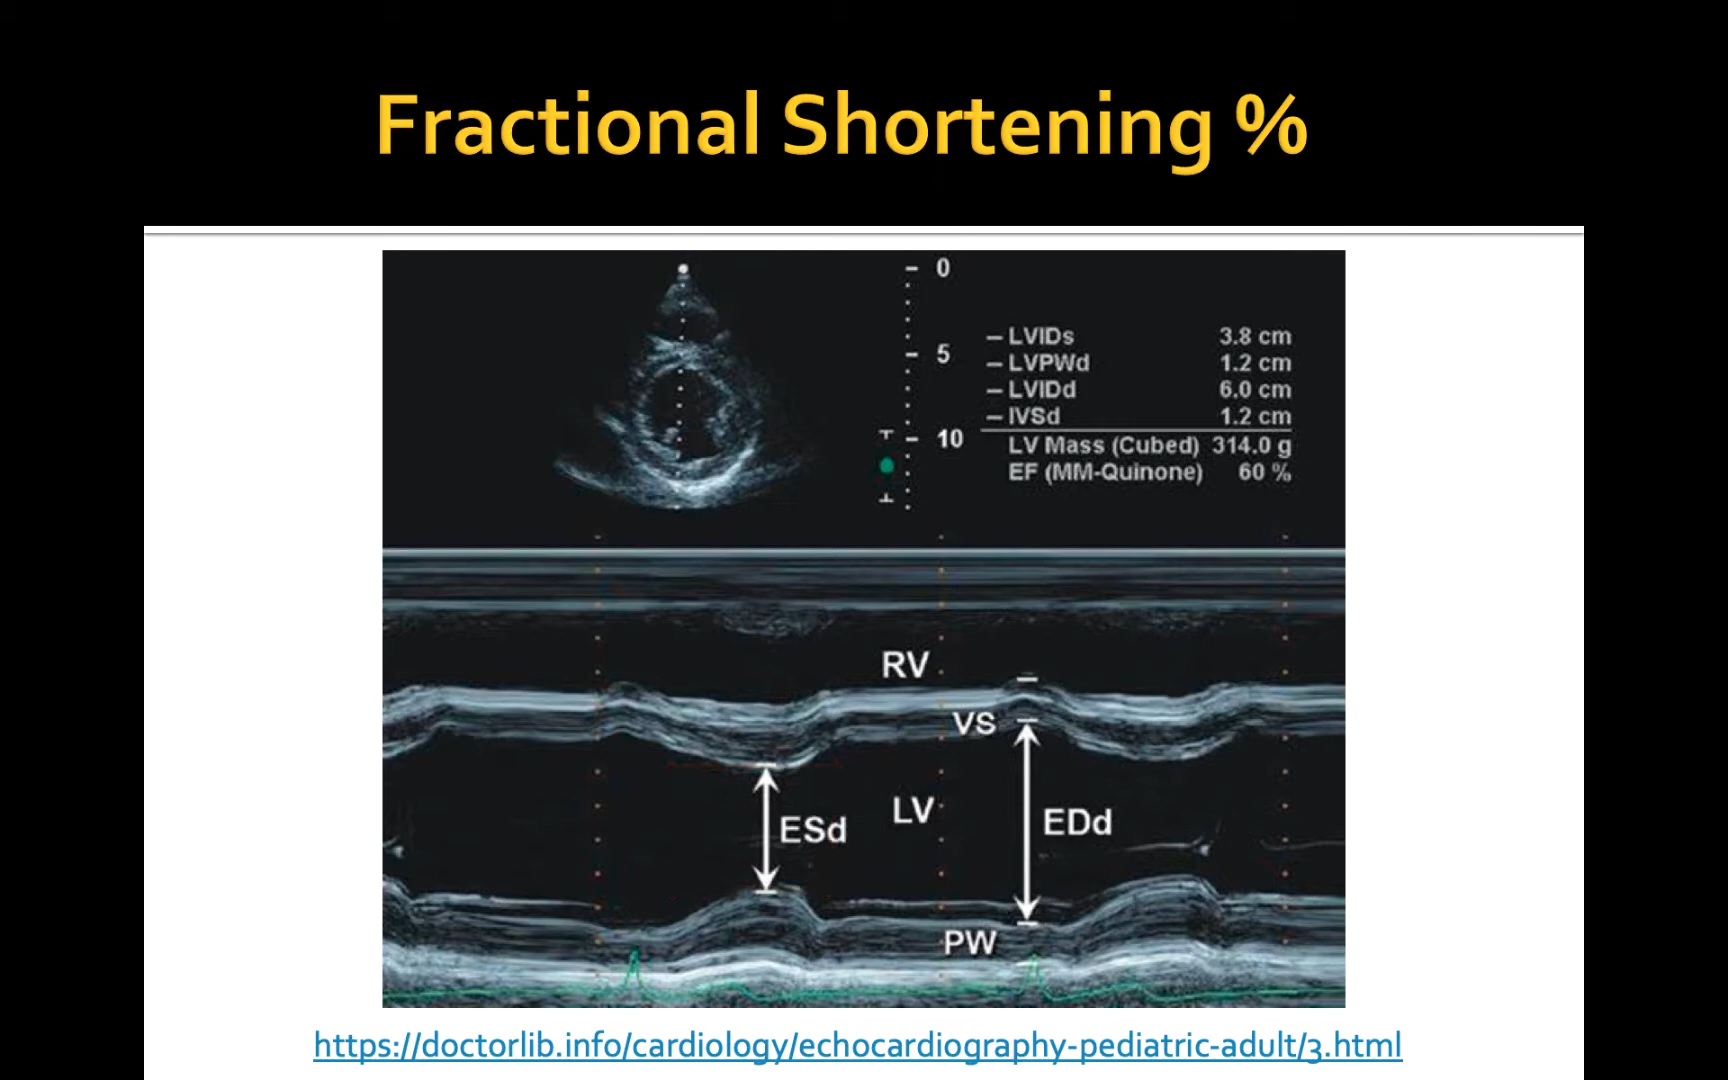 Fractional Shortening %
0
5
10
– LVIDs 3.8 cm
– LVPWd 1.2 cm
– LVIDd 6.0 cm
– IVSd 1.2 cm
LV Mass (Cubed) 314.0 g
EF (MM-Quinone) 60 %
RV
VS
LV
ESd
EDd
PW
https://doctorlib.info/cardiology/echocardiography-pediatric-adult/3.html